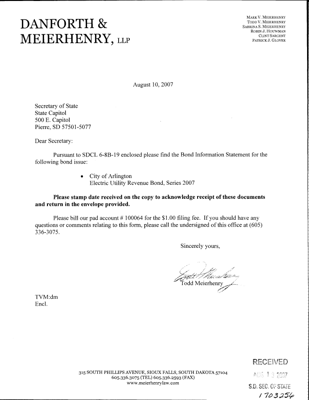 DANFORTH &
MEIERHENRY, LLP
MARK V. MEIERHENRY
TODD V. MEIERHENRY
SABRINA S. MEIERHENRY
ROBIN J. HOUWMAN
CLINT SARGENT
PATRICK J. GLOVER
August 10, 2007
Secretary of State
State Capitol
500 E. Capitol
Pierre, SD 57501-5077
Dear Secretary:
Pursuant to SDCL 6-8B-19 enclosed please find the Bond Information Statement for the
following bond issue:
• City of Arlington
Electric Utility Revenue Bond, Series 2007
Please stamp date received on the copy to acknowledge receipt of these documents
and return in the envelope provided.
Please bill our pad account # 100064 for the $1.00 filing fee. If you should have any
questions or comments relating to this form, please call the undersigned of this office at (605)
336-3075.
Sincerely yours,
Todd Meierhenry
TVM:dm
Encl.
RECEIVED
2007
S.D. SEC. OF STATE
1703256
315 SOUTH PHILLIPS AVENUE, SIOUX FALLS, SOUTH DAKOTA 57104
605.336.3075 (TEL) 605.336.2593 (FAX)
www.meierhenrylaw.com